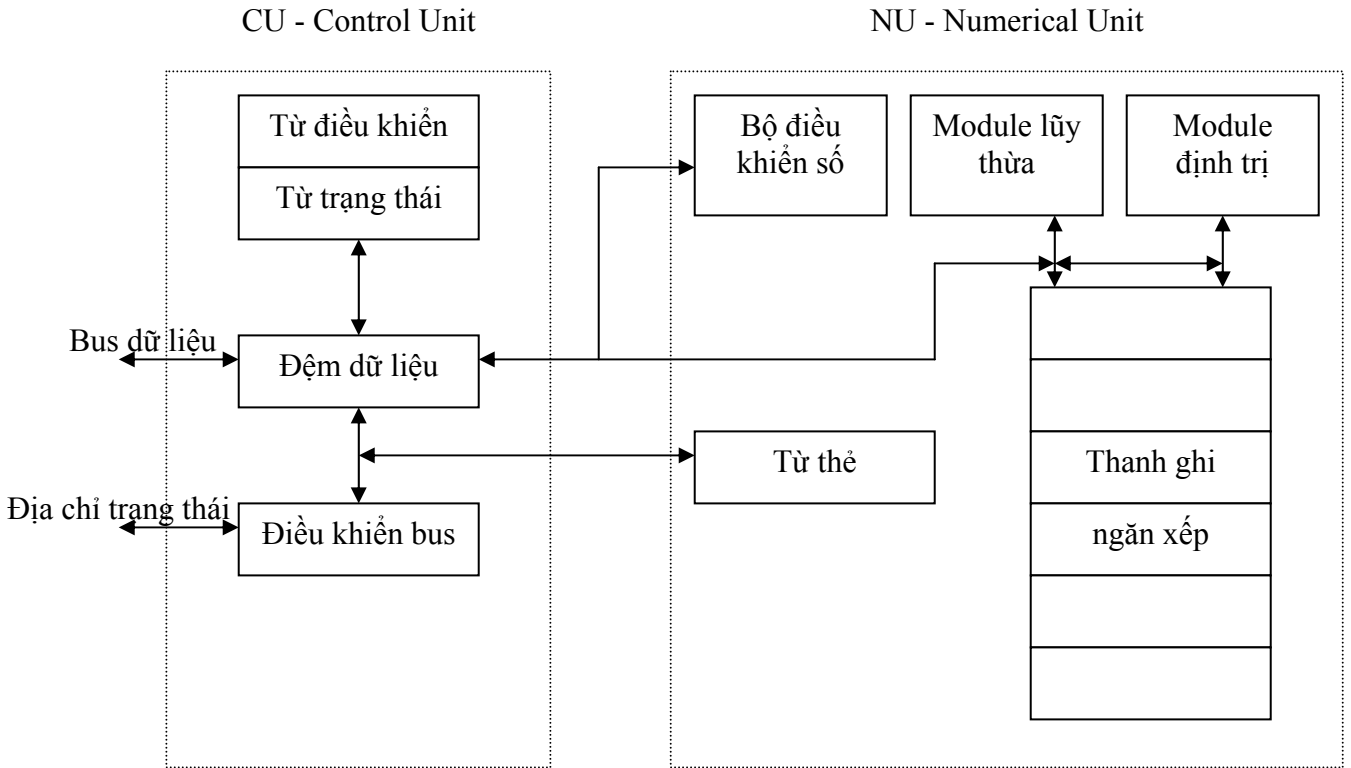 CU - Control Unit
NU - Numerical Unit
Từ điều khiển
Từ trạng thái
Bộ điều
khiển số
Module lũy
thừa
Module
định trị
Bus dữ liệu
Đệm dữ liệu
Từ thẻ
Thanh ghi
ngăn xếp
Địa chỉ trạng thái
Điều khiển bus